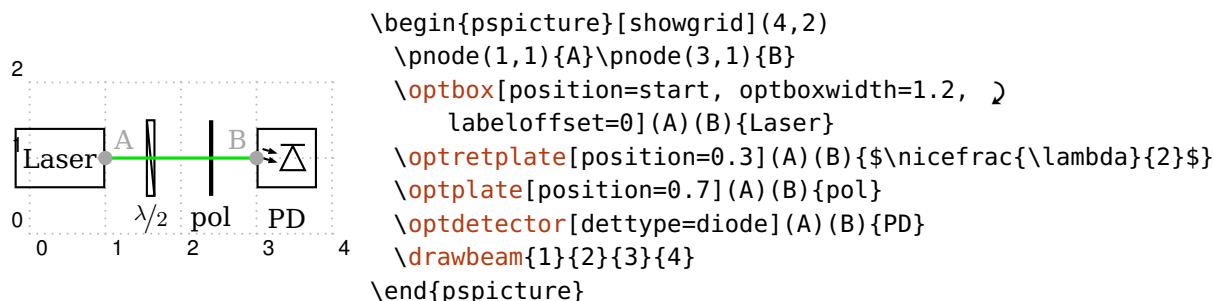 2
1
0
0 1 2 3 4
Laser A B
λ/2 pol PD
\begin{pspicture}[showgrid](4,2)
\pnode(1,1){A}\pnode(3,1){B}
\optbox[position=start, optboxwidth=1.2,
labeloffset=0](A)(B){Laser}
\optretplate[position=0.3](A)(B){$\nicefrac{\lambda}{2}$}
\optplate[position=0.7](A)(B){pol}
\optdetector[dettype=diode](A)(B){PD}
\drawbeam{1}{2}{3}{4}
\end{pspicture}